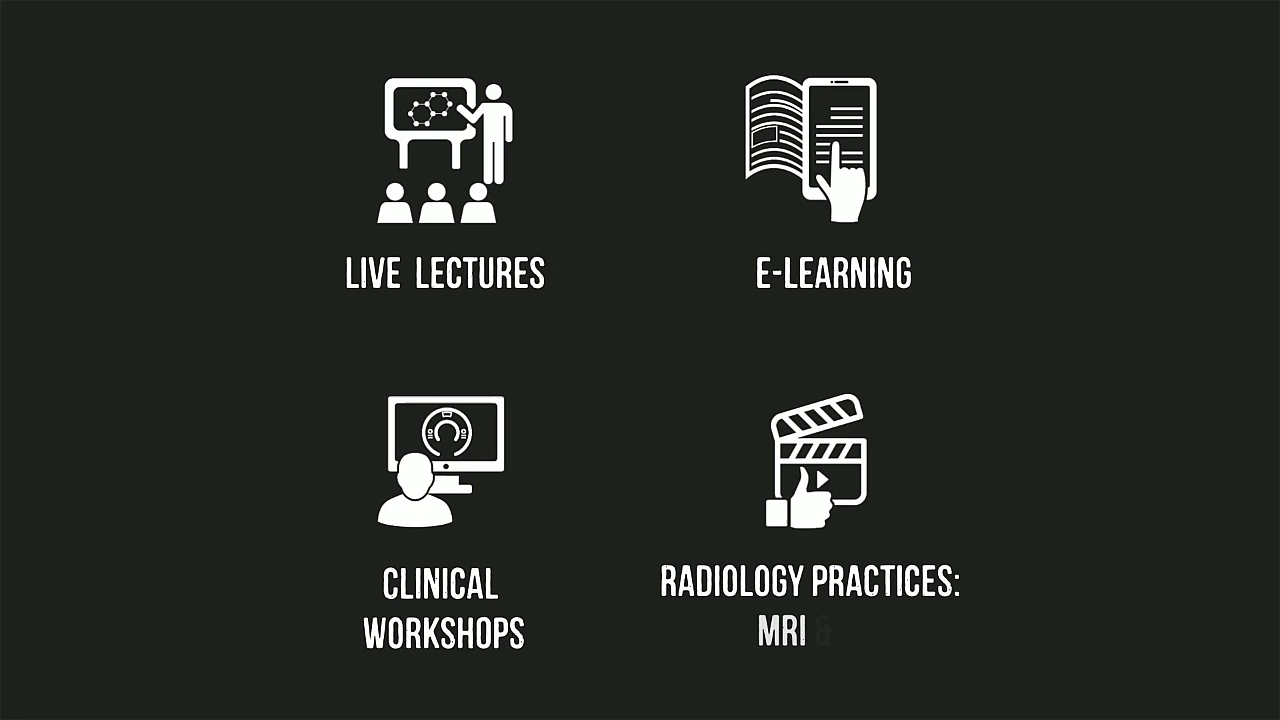 LIVE LECTURES
E-LEARNING
CLINICAL
WORKSHOPS
RADIOLOGY PRACTICES:
MRI &